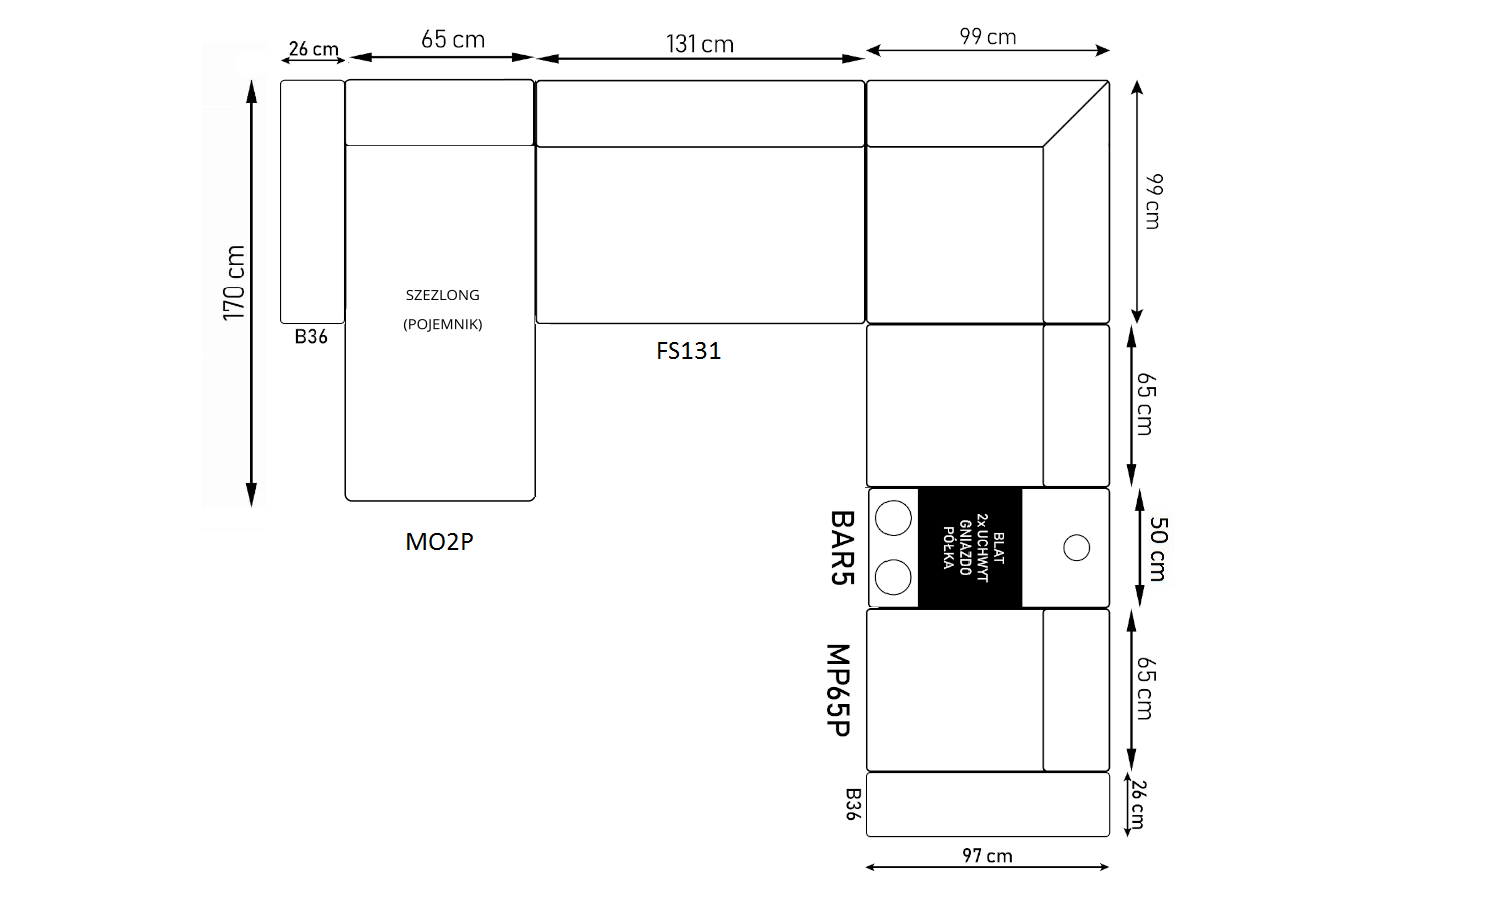 26 cm
65 cm
131 cm
99 cm
170 cm
99 cm
SZEZLONG
(POJEMNIK)
B36
FS131
65 cm
MO2P
BAR5
BLAT
2x UCHWYT
GNIAZDO
PÓŁKA
50 cm
MP65P
65 cm
B36
26 cm
97 cm